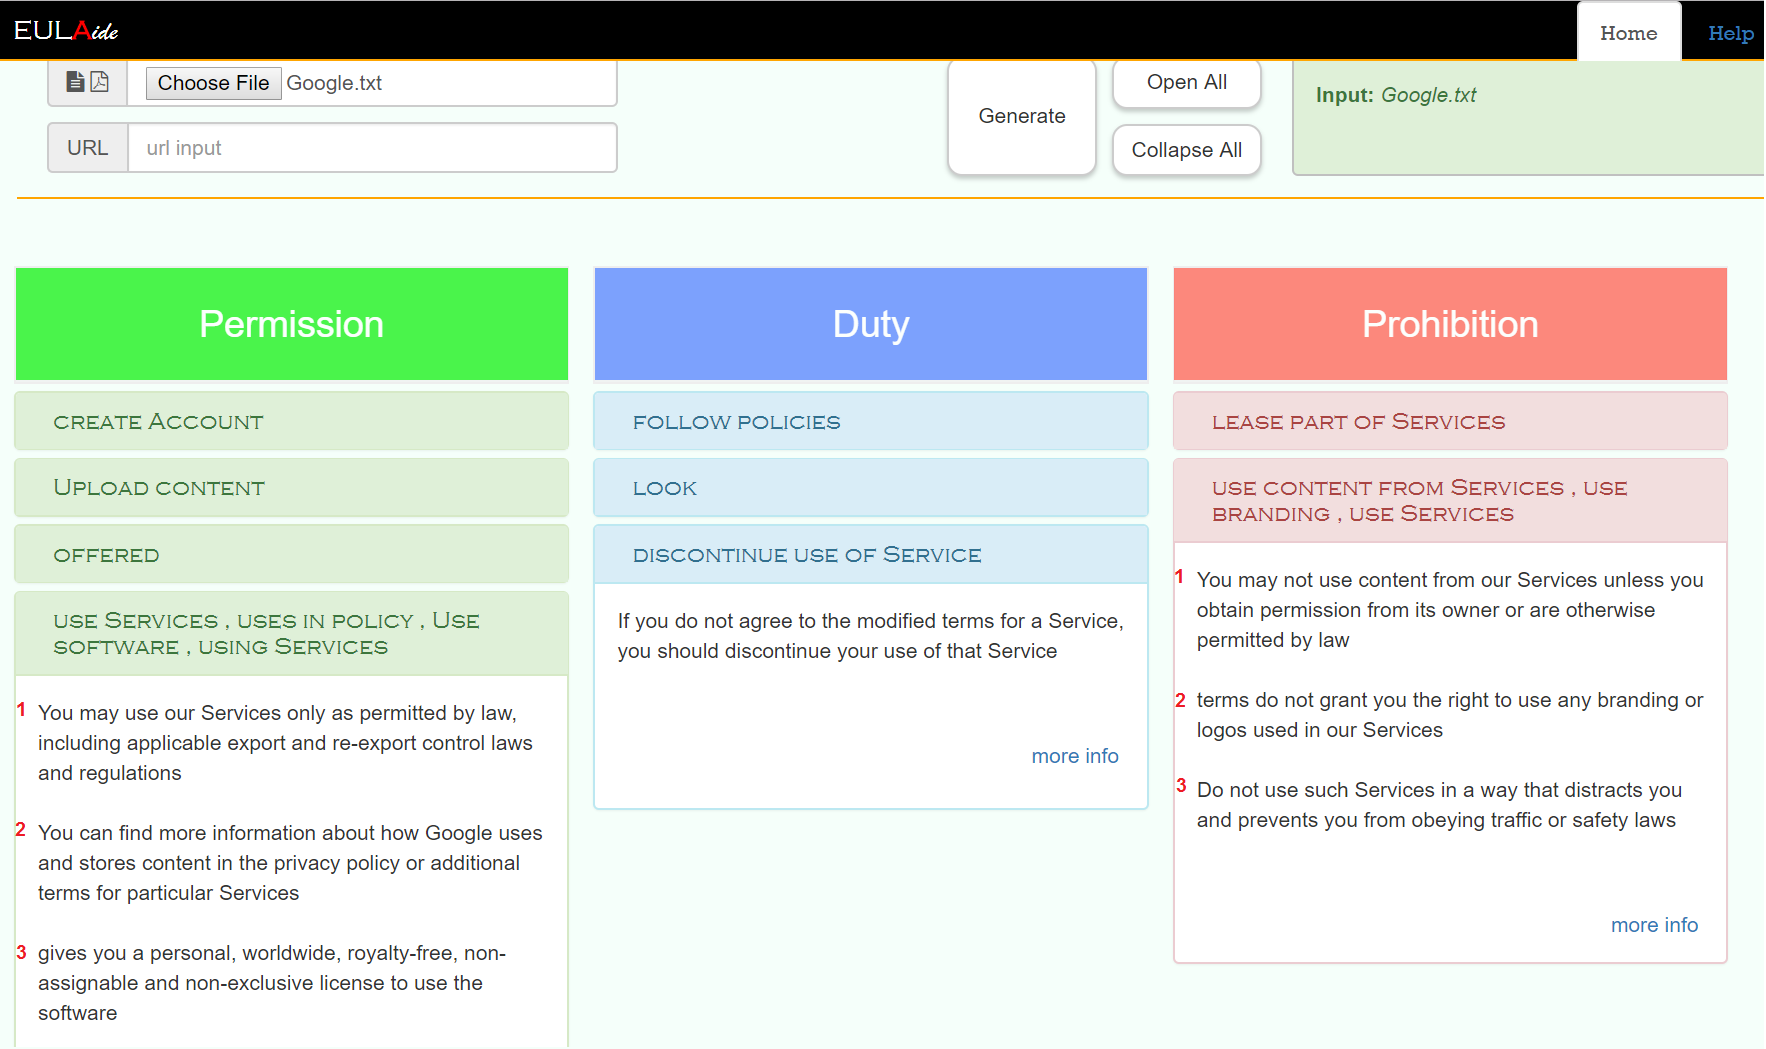 EULAide
Home
Help
Choose File Google.txt
URL
url input
Generate
Open All
Collapse All
Input: Google.txt
Permission
create Account
Upload content
offered
use Services , uses in policy , Use
software , using Services
1 You may use our Services only as permitted by law,
including applicable export and re-export control laws
and regulations
2 You can find more information about how Google uses
and stores content in the privacy policy or additional
terms for particular Services
3 gives you a personal, worldwide, royalty-free, non-
assignable and non-exclusive license to use the
software
Duty
follow policies
look
discontinue use of Service
If you do not agree to the modified terms for a Service,
you should discontinue your use of that Service
more info
Prohibition
lease part of Services
use content from Services , use
branding , use Services
1 You may not use content from our Services unless you
obtain permission from its owner or are otherwise
permitted by law
2 terms do not grant you the right to use any branding or
logos used in our Services
3 Do not use such Services in a way that distracts you
and prevents you from obeying traffic or safety laws
more info